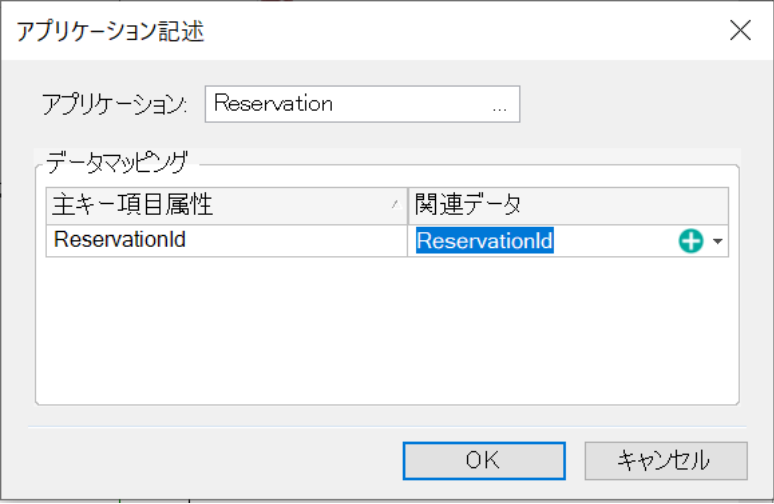 アプリケーション記述
アプリケーション: Reservation ...
データマッピング
主キー項目属性 関連データ
ReservationId ReservationId
OK キャンセル